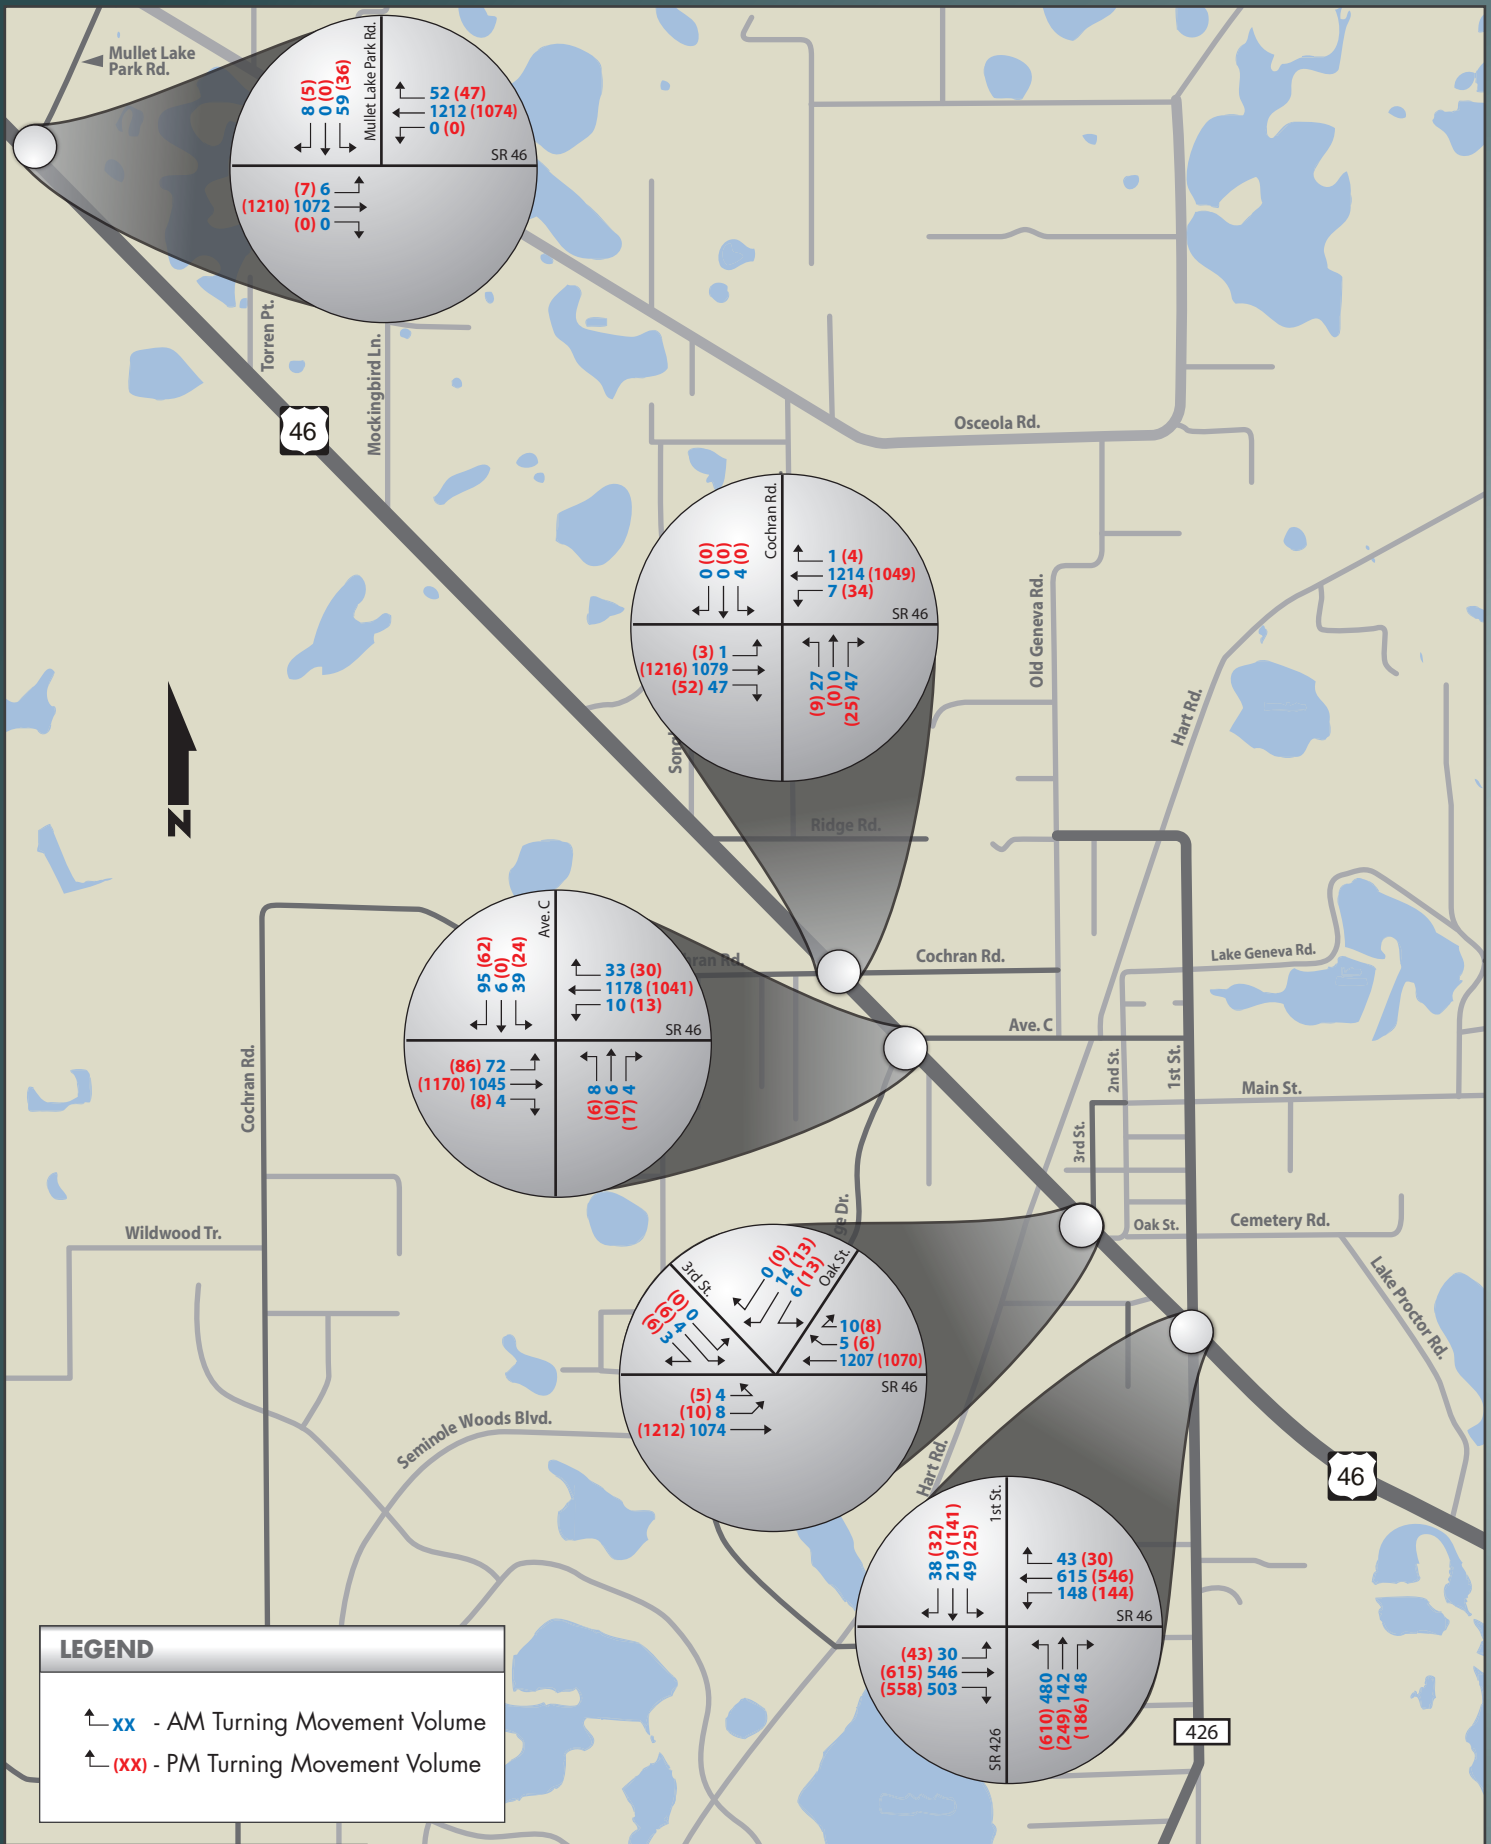 Mullet Lake
Park Rd.
8 (5)
0 (0)
59 (36)
Mullet Lake Park Rd.
52 (47)
1212 (1074)
0 (0)
SR 46
(7) 6
(1210) 1072
(0) 0
Torren Pt.
Mockingbird Ln.
46
Osceola Rd.
0 (0)
0 (0)
4 (0)
Cochran Rd.
1 (4)
1214 (1049)
7 (34)
SR 46
(3) 1
(1216) 1079
(52) 47
(9) 27
(0) 0
(25) 47
Old Geneva Rd.
Hart Rd.
N
Ridge Rd.
Cochran Rd.
Lake Geneva Rd.
95 (62)
6 (0)
39 (24)
Ave. C
33 (30)
1178 (1041)
10 (13)
SR 46
(86) 72
(1170) 1045
(8) 4
(6) 8
(0) 6
(17) 4
Ave. C
2nd St.
1st St.
Main St.
3rd St.
Cochran Rd.
Wildwood Tr.
Oak St.
Cemetery Rd.
Lake Proctor Rd.
Dr.
3rd St.
(0) 0
(6) 4
(6) 3
0 (0)
14 (13)
6 (13)
Oak St.
10(8)
5 (6)
1207 (1070)
SR 46
(5) 4
(10) 8
(1212) 1074
Seminole Woods Blvd.
Hart Rd.
46
38 (32)
219 (141)
49 (25)
1st St.
43 (30)
615 (546)
148 (144)
SR 46
(43) 30
(615) 546
(558) 503
SR 426
(610) 480
(249) 142
(186) 48
426
LEGEND
xx - AM Turning Movement Volume
(XX) - PM Turning Movement Volume